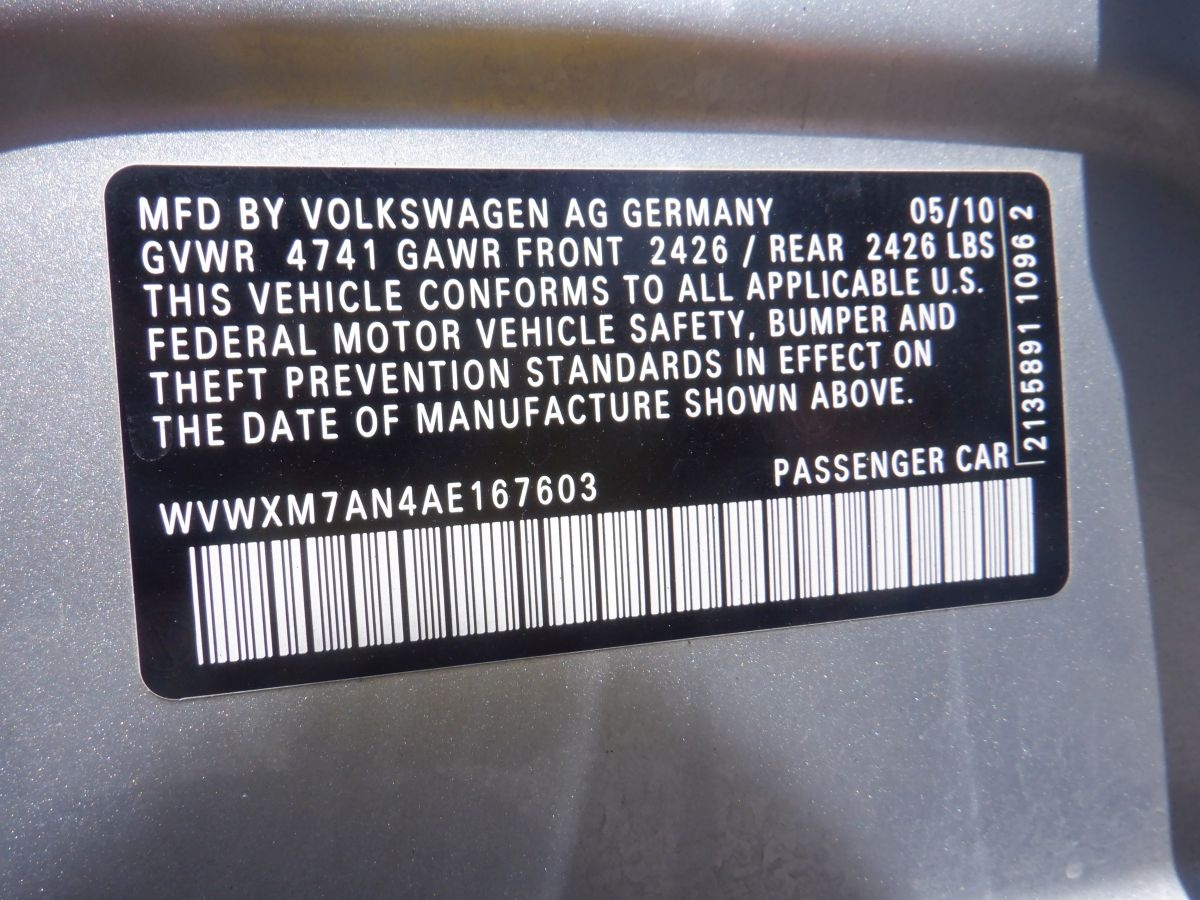 MFD BY VOLKSWAGEN AG GERMANY 05/10
GVWR 4741 GAWR FRONT 2426 / REAR 2426 LBS
THIS VEHICLE CONFORMS TO ALL APPLICABLE U.S.
FEDERAL MOTOR VEHICLE SAFETY, BUMPER AND
THEFT PREVENTION STANDARDS IN EFFECT ON
THE DATE OF MANUFACTURE SHOWN ABOVE.
PASSENGER CAR
WVWXM7AN4AE167603
2135891 1096 2